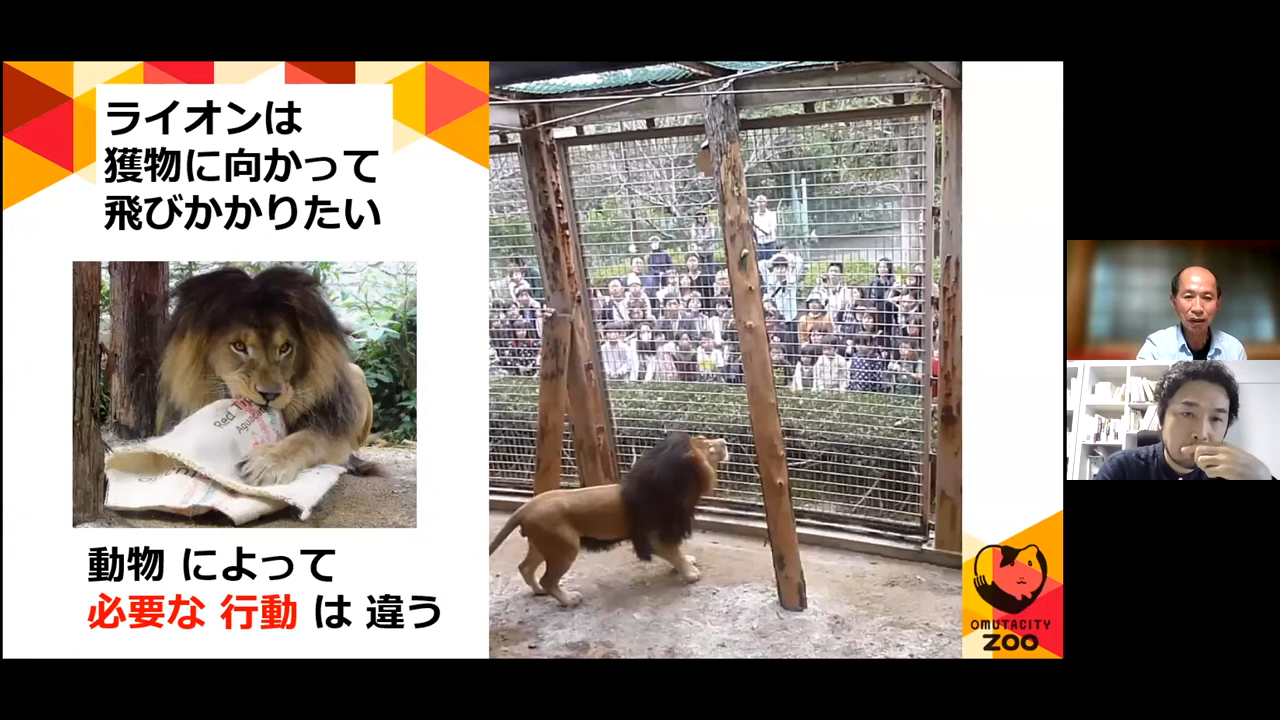 ライオンは
獲物に向かって
飛びかかりたい
Red
動物 によって
必要な 行動 は 違う
OMUTACITY
ZOO